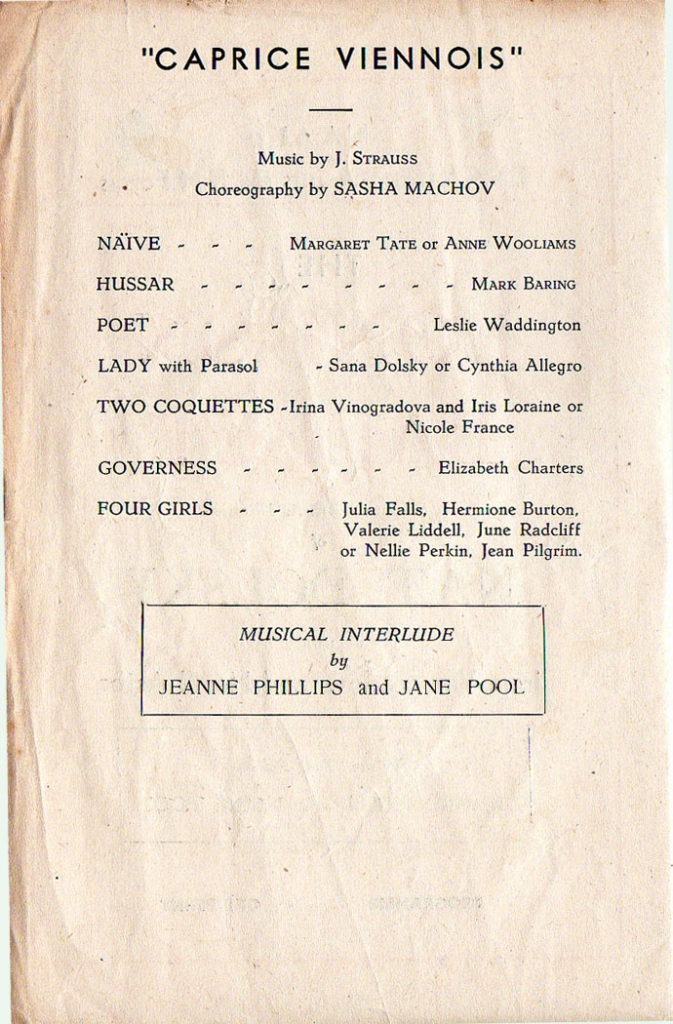 "CAPRICE VIENNOIS"
Music by J. STRAUSS
Choreography by SASHA MACHOV
NAÏVE - - - MARGARET TATE or ANNE WOOLIAMS
HUSSAR - - - - - - - - MARK BARING
POET - - - - - - - Leslie Waddington
LADY with Parasol - Sana Dolsky or Cynthia Allegro
TWO COQUETTES - Irina Vinogradova and Iris Loraine or
Nicole France
GOVERNESS - - - - - - Elizabeth Charters
FOUR GIRLS - - - Julia Falls, Hermione Burton,
Valerie Liddell, June Radcliff
or Nellie Perkin, Jean Pilgrim.
MUSICAL INTERLUDE
by
JEANNE PHILLIPS and JANE POOL